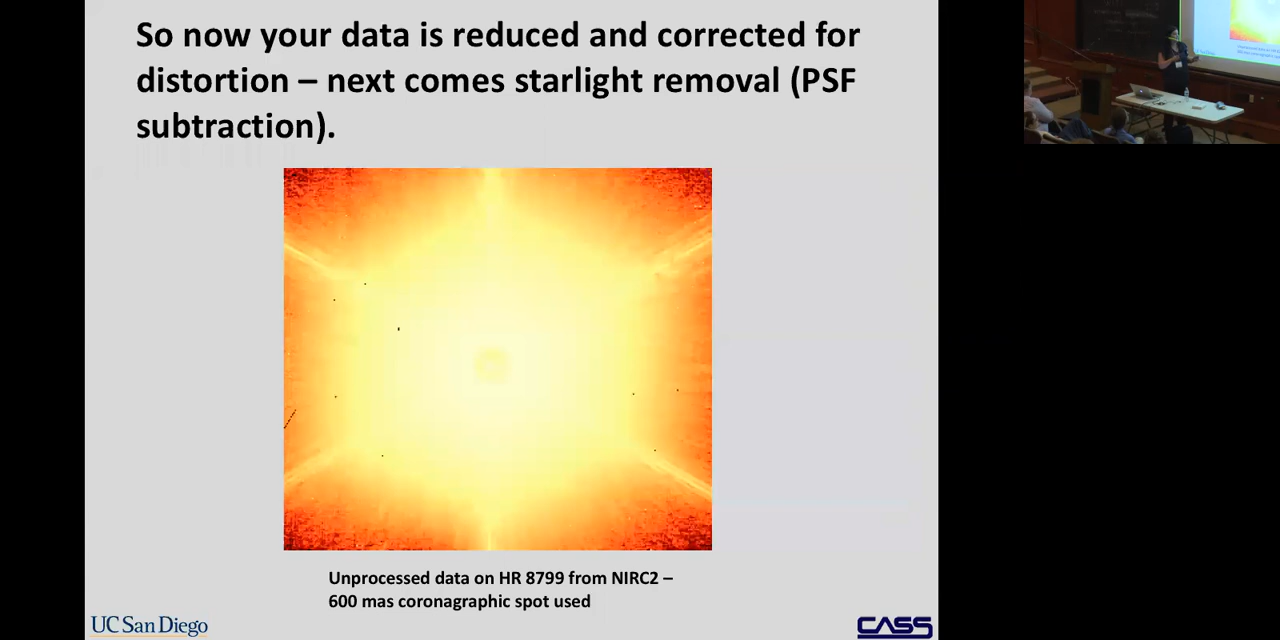 So now your data is reduced and corrected for
distortion – next comes starlight removal (PSF
subtraction).
Unprocessed data on HR 8799 from NIRC2 –
600 mas coronagraphic spot used
UC San Diego
CASS